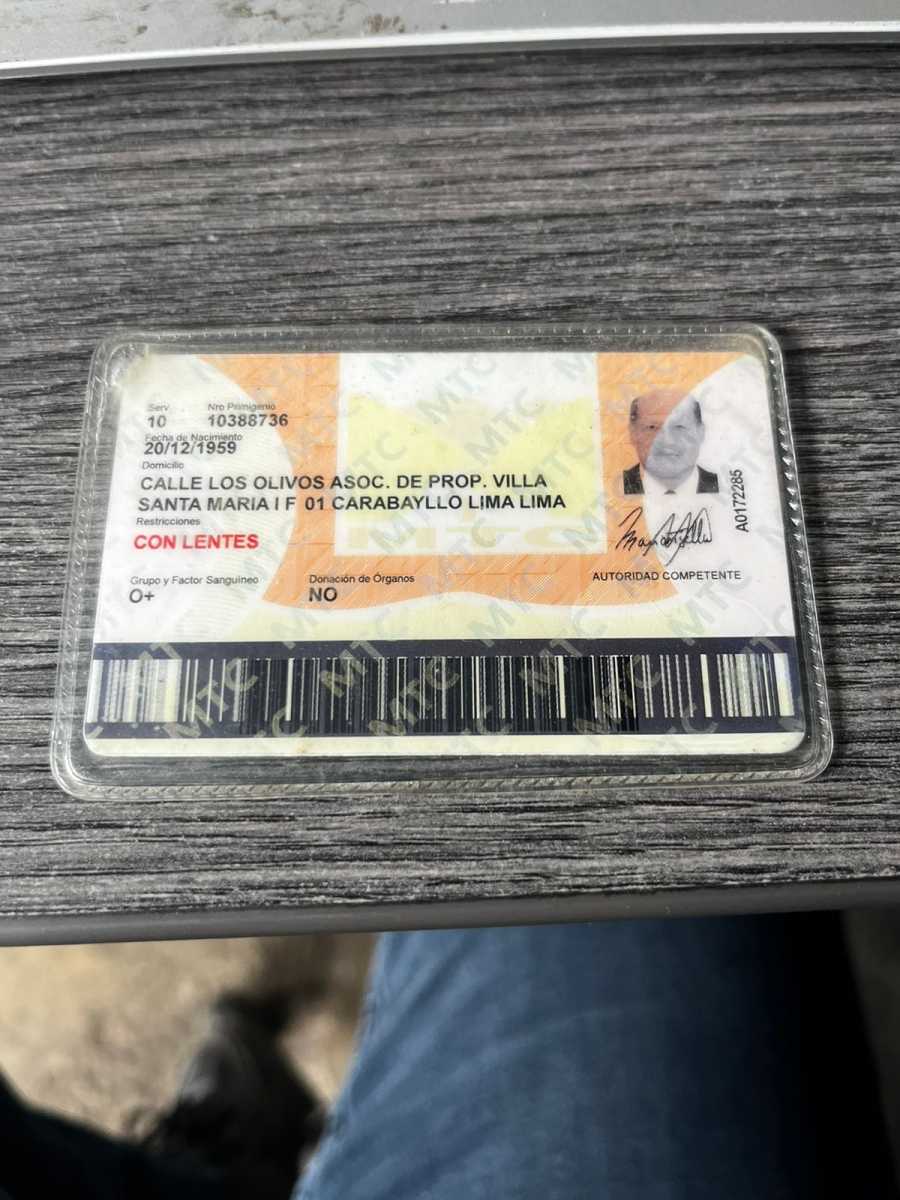 Serv. Nro Primigenio
10 10388736
Fecha de Nacimiento
20/12/1959
Domicilio
CALLE LOS OLIVOS ASOC. DE PROP. VILLA
SANTA MARIA I F 01 CARABAYLLO LIMA LIMA
Restricciones
CON LENTES
Grupo y Factor Sanguíneo Donación de Órganos
O+ NO
A0172285
AUTORIDAD COMPETENTE
MTC